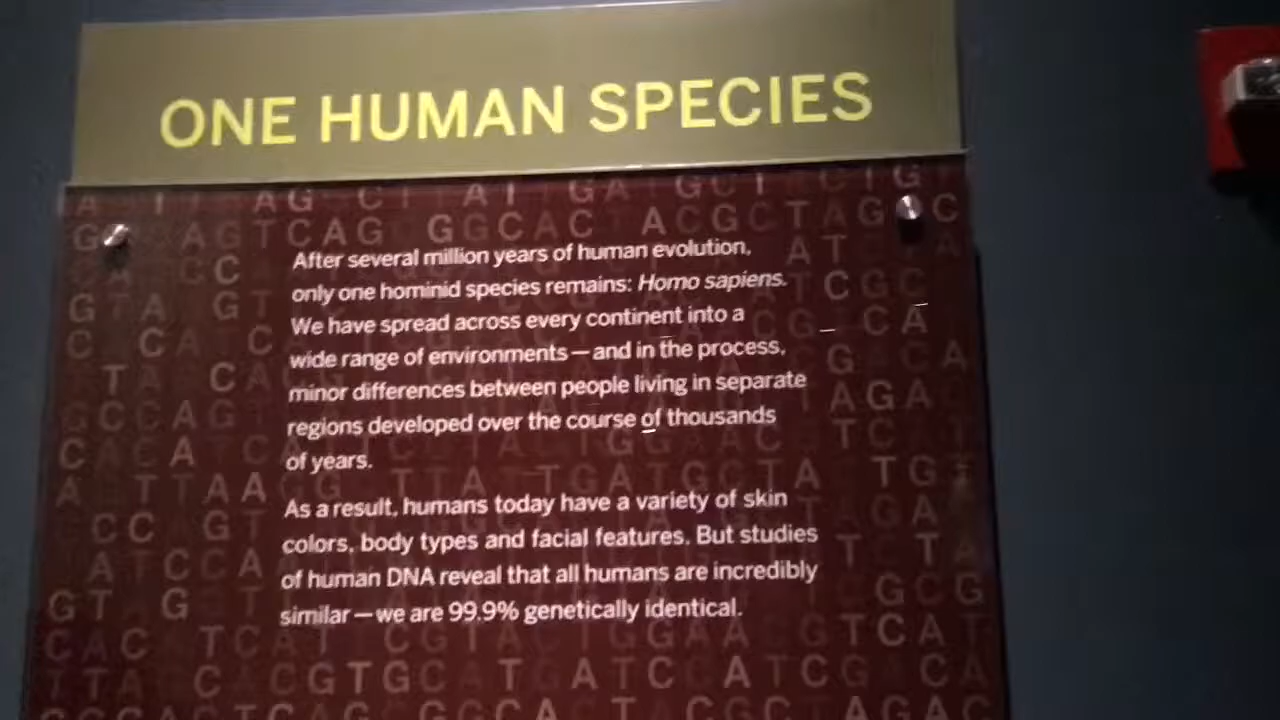 ONE HUMAN SPECIES
After several million years of human evolution,
only one hominid species remains: Homo sapiens.
We have spread across every continent into a
wide range of environments—and in the process,
minor differences between people living in separate
regions developed over the course of thousands
of years.
As a result, humans today have a variety of skin
colors, body types and facial features. But studies
of human DNA reveal that all humans are incredibly
similar—we are 99.9% genetically identical.